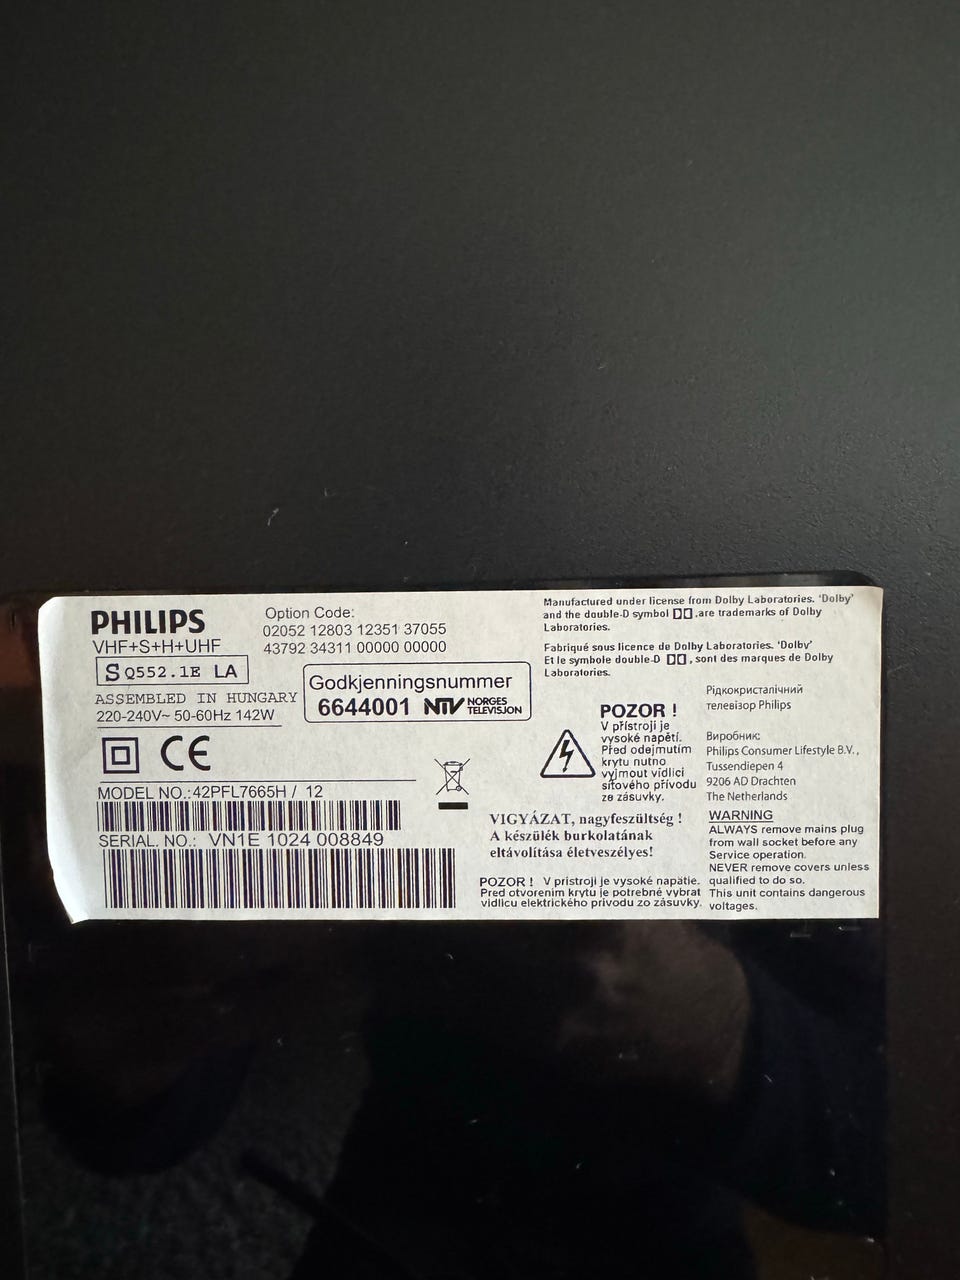 PHILIPS
VHF+S+H+UHF
SQ552.1E LA
ASSEMBLED IN HUNGARY
220-240V~ 50-60Hz 142W
CE
MODEL NO.:42PFL7665H / 12
SERIAL. NO.: VN1E 1024 008849
Option Code:
02052 12803 12351 37055
43792 34311 00000 00000
Godkjenningsnummer
6644001 NTV NORGES
TELEVISJON
Manufactured under license from Dolby Laboratories. 'Dolby'
and the double-D symbol .are trademarks of Dolby
Laboratories.
Fabriqué sous licence de Dolby Laboratories. 'Dolby'
Et le symbole double-D , sont des marques de Dolby
Laboratories.
POZOR !
V přístroji je
vysoké napětí.
Před odejmutím
krytu nutno
vyjmout vidlici
síťového přívodu
ze zásuvky.
VIGYÁZAT, nagyfeszültség !
A készülék burkolatának
eltávolítása életveszélyes!
POZOR ! V pristroji je vysoké napätie.
Pred otvorením krytu je potrebné vybrat
vidlicu elektrického prívodu zo zásuvky.
Рідкокристалічний
телевізор Philips
Виробник:
Philips Consumer Lifestyle B.V.,
Tussendiepen 4
9206 AD Drachten
The Netherlands
WARNING
ALWAYS remove mains plug
from wall socket before any
Service operation.
NEVER remove covers unless
qualified to do so.
This unit contains dangerous
voltages.